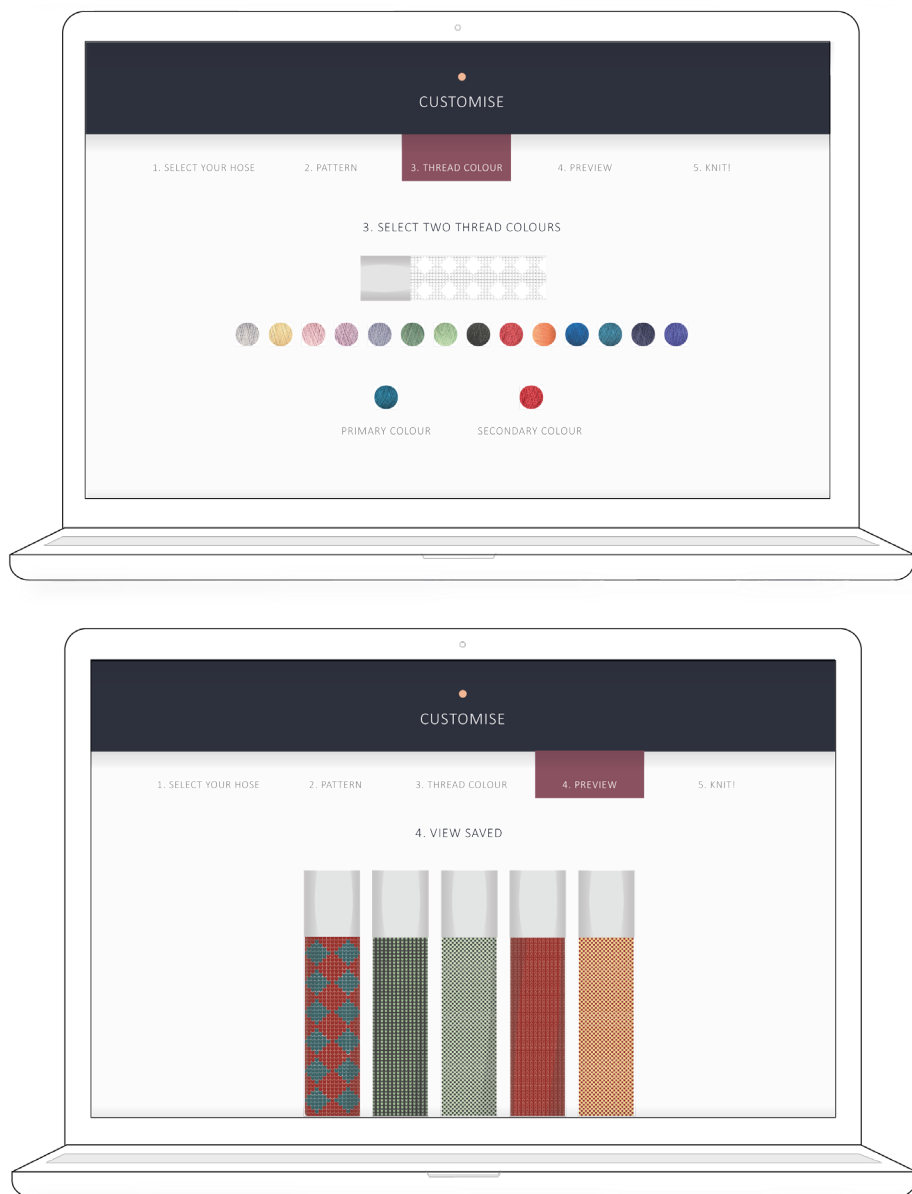 CUSTOMISE
1. SELECT YOUR HOSE 2. PATTERN 3. THREAD COLOUR 4. PREVIEW 5. KNIT!
3. SELECT TWO THREAD COLOURS
PRIMARY COLOUR SECONDARY COLOUR
CUSTOMISE
1. SELECT YOUR HOSE 2. PATTERN 3. THREAD COLOUR 4. PREVIEW 5. KNIT!
4. VIEW SAVED